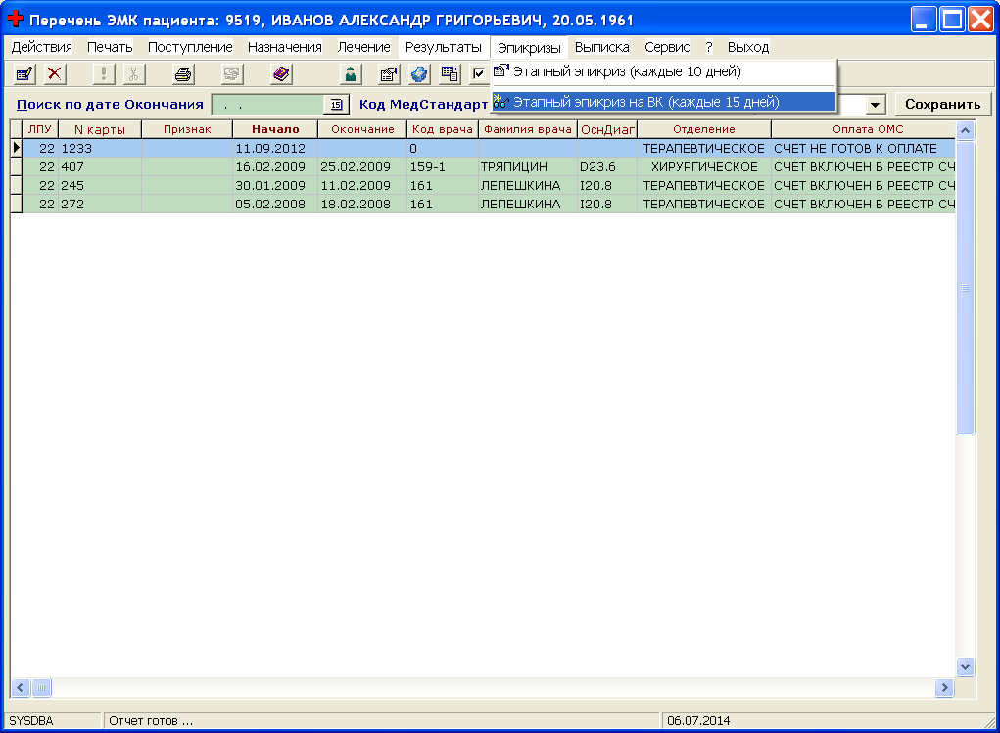 Перечень ЭМК пациента: 9519, ИВАНОВ АЛЕКСАНДР ГРИГОРЬЕВИЧ, 20.05.1961
Действия Печать Поступление Назначения Лечение Результаты Эпикризы Выписка Сервис ? Выход
Этапный эпикриз (каждые 10 дней)
Этапный эпикриз на ВК (каждые 15 дней)
Поиск по дате Окончания . . 15 Код МедСтандарт Сохранить
ЛПУ N карты Признак Начало Окончание Код врача Фамилия врача ОснДиаг Отделение Оплата ОМС
22 1233 11.09.2012 0 ТЕРАПЕВТИЧЕСКОЕ СЧЕТ НЕ ГОТОВ К ОПЛАТЕ
22 407 16.02.2009 25.02.2009 159-1 ТРЯПИЦИН D23.6 ХИРУРГИЧЕСКОЕ СЧЕТ ВКЛЮЧЕН В РЕЕСТР СЧ
22 245 30.01.2009 11.02.2009 161 ЛЕПЕШКИНА I20.8 ТЕРАПЕВТИЧЕСКОЕ СЧЕТ ВКЛЮЧЕН В РЕЕСТР СЧ
22 272 05.02.2008 18.02.2008 161 ЛЕПЕШКИНА I20.8 ТЕРАПЕВТИЧЕСКОЕ СЧЕТ ВКЛЮЧЕН В РЕЕСТР СЧ
SYSDBA Отчет готов ... 06.07.2014